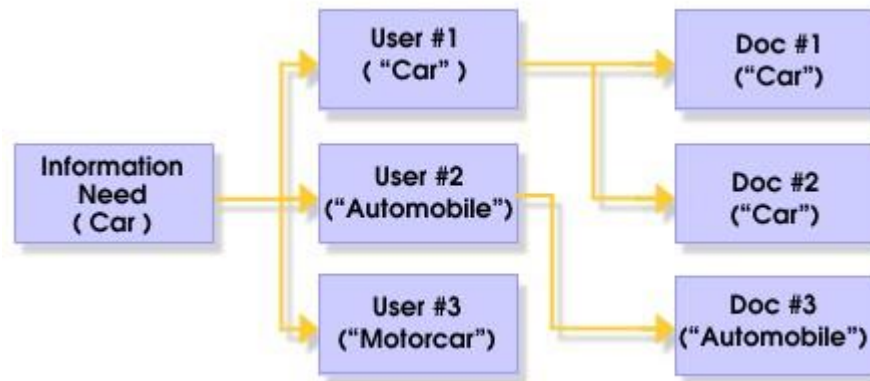 Information
Need
( Car )
User #1
( “Car” )
User #2
(“Automobile”)
User #3
(“Motorcar”)
Doc #1
(“Car”)
Doc #2
(“Car”)
Doc #3
(“Automobile”)